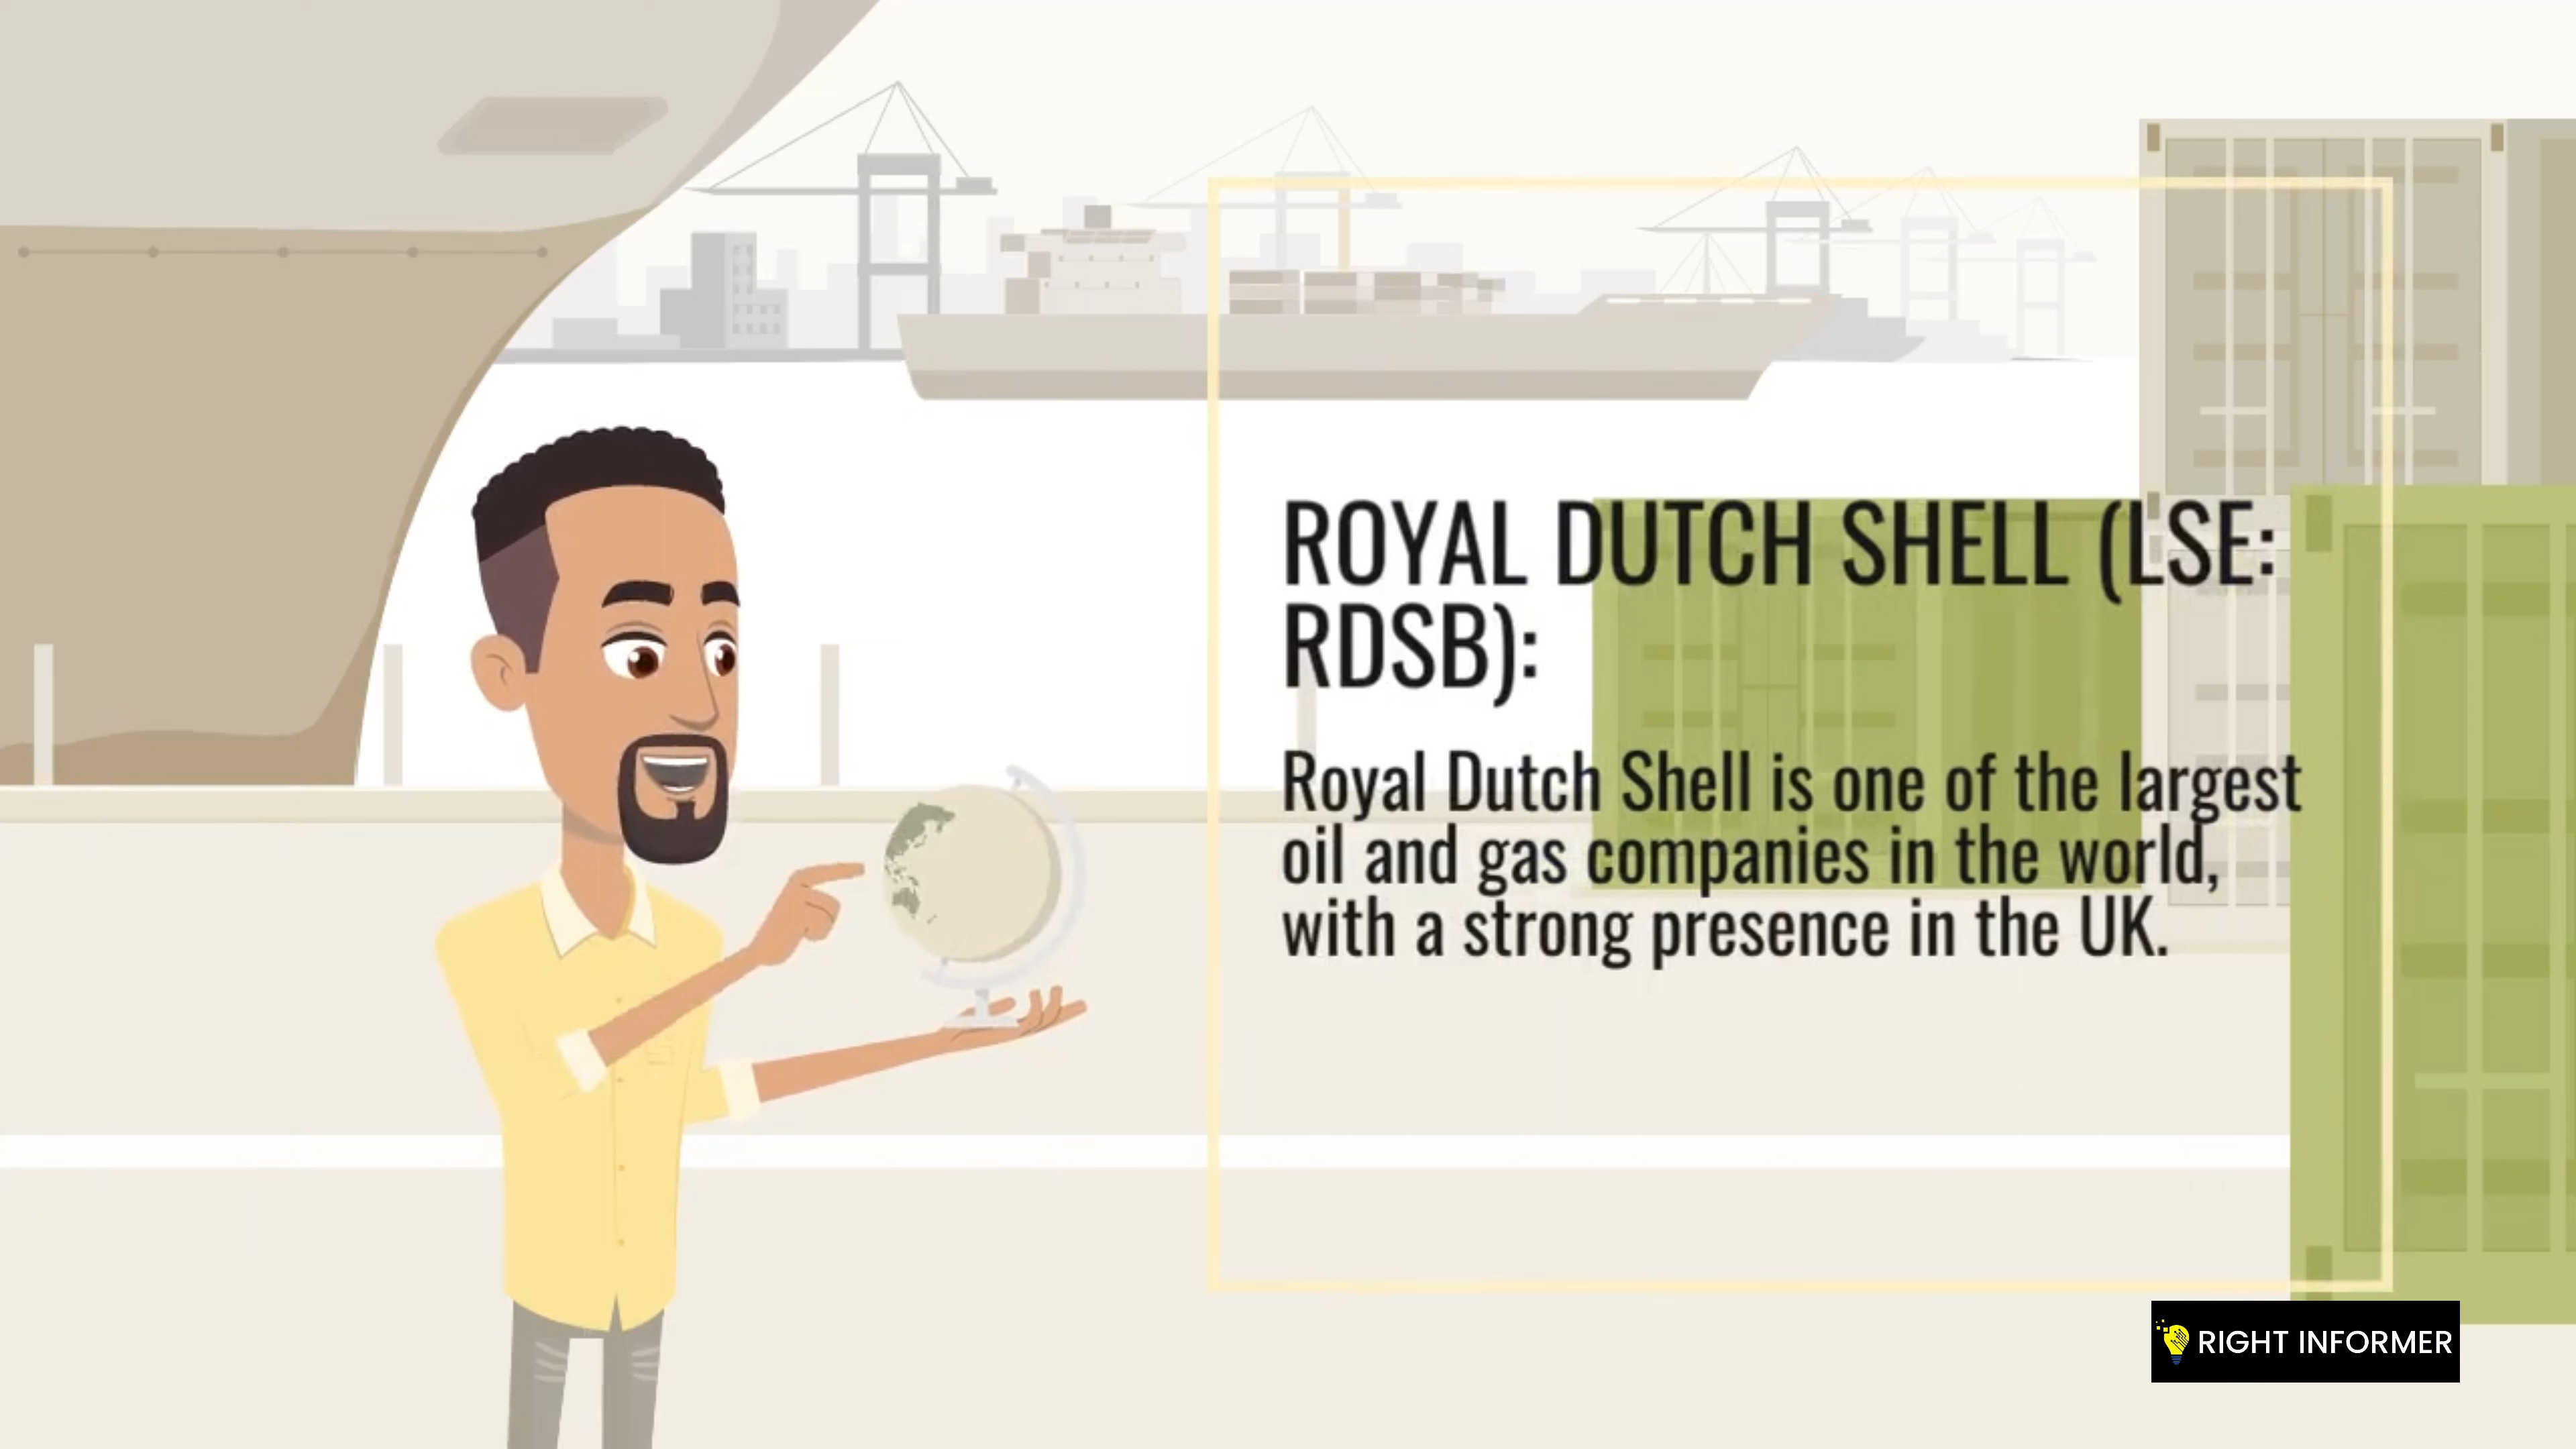 ROYAL DUTCH SHELL (LSE:
RDSB):
Royal Dutch Shell is one of the largest
oil and gas companies in the world,
with a strong presence in the UK.
RIGHT INFORMER